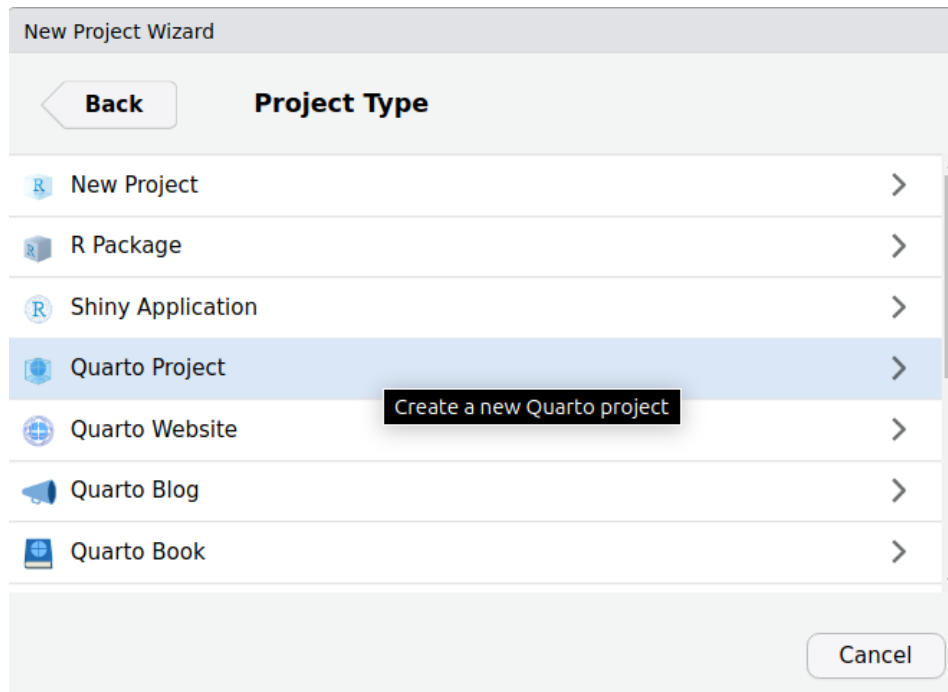 New Project Wizard
Back
Project Type
R New Project
R R Package
R Shiny Application
Quarto Project
Create a new Quarto project
Quarto Website
Quarto Blog
Quarto Book
Cancel